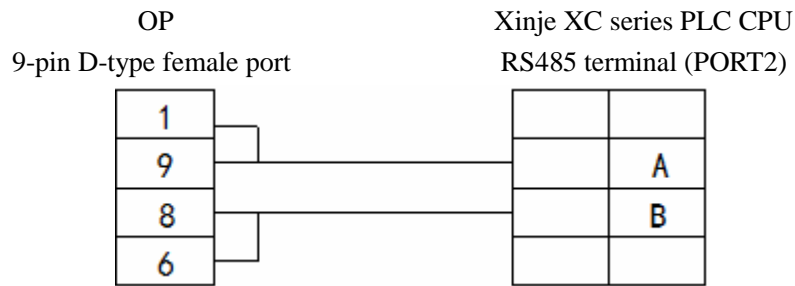 OP Xinje XC series PLC CPU
9-pin D-type female port RS485 terminal (PORT2)
1
9 A
8 B
6